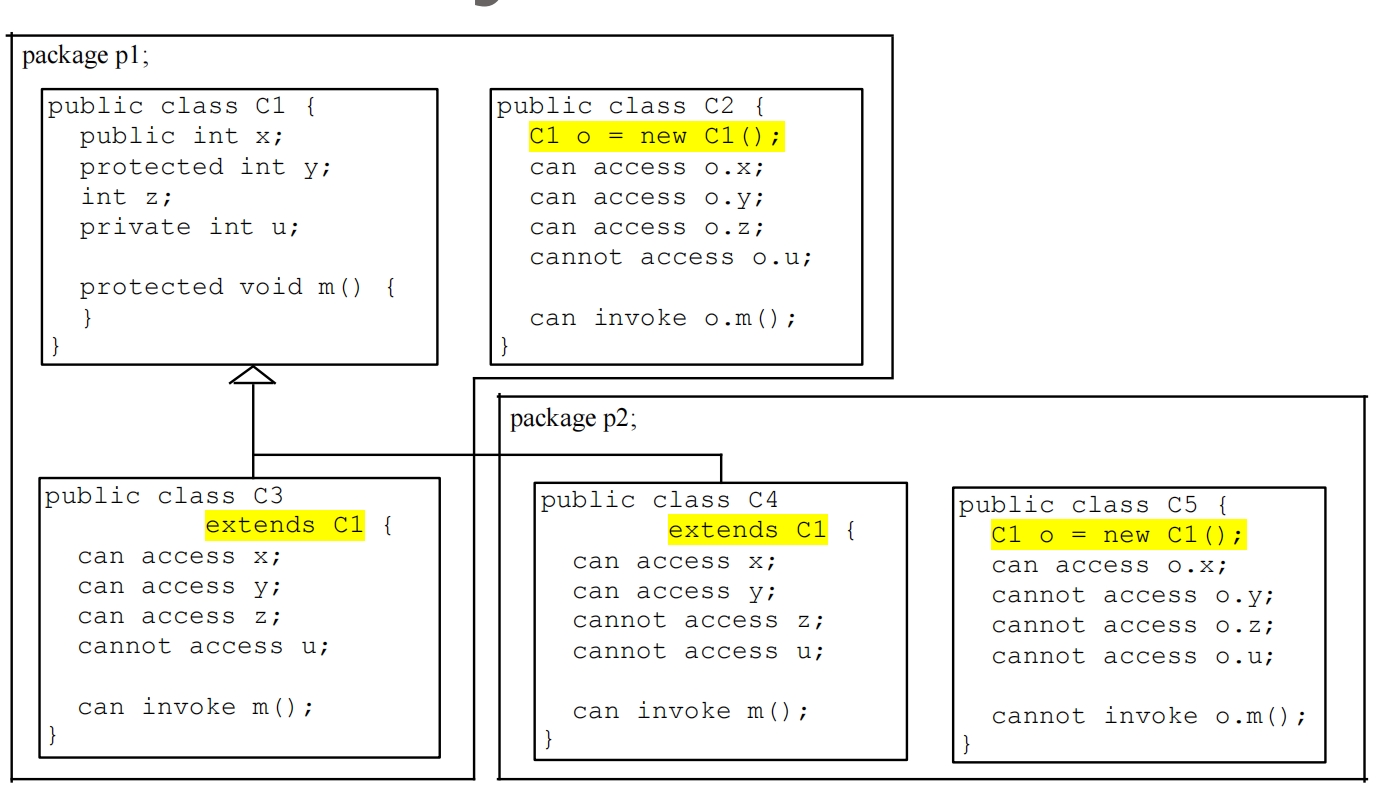 package p1;
public class C1 {
public int x;
protected int y;
int z;
private int u;
protected void m() {
}
}
public class C2 {
C1 o = new C1();
can access o.x;
can access o.y;
can access o.z;
cannot access o.u;
can invoke o.m();
}
public class C3
extends C1 {
can access x;
can access y;
can access z;
cannot access u;
can invoke m();
}
package p2;
public class C4
extends C1 {
can access x;
can access y;
cannot access z;
cannot access u;
can invoke m();
}
public class C5 {
C1 o = new C1();
can access o.x;
cannot access o.y;
cannot access o.z;
cannot access o.u;
cannot invoke o.m();
}